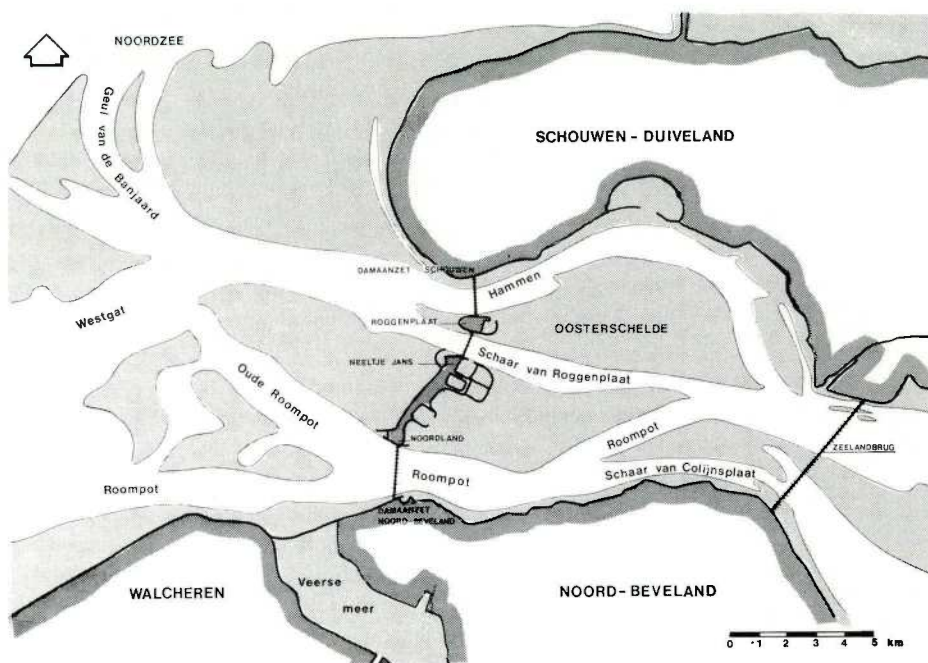 NOORDZEE
Geul van de Banjaard
SCHOUWEN - DUIVELAND
DAMAANZET SCHOUWEN
Hammen
Westgat
ROGGENPLAAT
OOSTERSCHELDE
NEELTJE JANS
Schaar van Roggenplaat
Oude Roompot
NOORDLAND
Roompot
ZEELANDBRUG
Roompot
Roompot
Schaar van Colijnsplaat
DAMAANZET
NOORD-BEVELAND
Veerse
meer
WALCHEREN
NOORD-BEVELAND
0 1 2 3 4 5 km